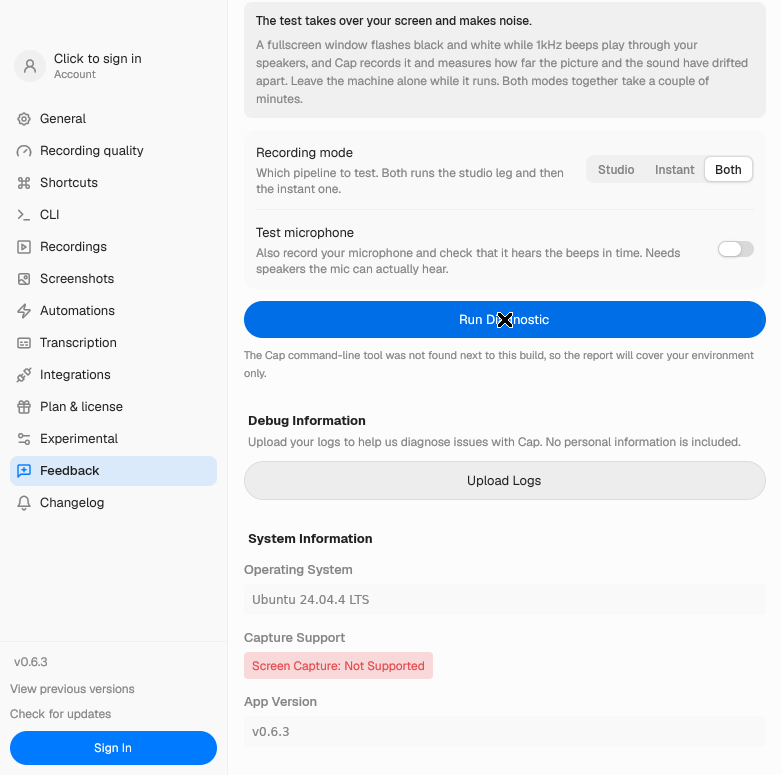 Click to sign in
Account
General
Recording quality
Shortcuts
CLI
Recordings
Screenshots
Automations
Transcription
Integrations
Plan & license
Experimental
Feedback
Changelog
v0.6.3
View previous versions
Check for updates
Sign In
The test takes over your screen and makes noise.
A fullscreen window flashes black and white while 1kHz beeps play through your
speakers, and Cap records it and measures how far the picture and the sound have drifted
apart. Leave the machine alone while it runs. Both modes together take a couple of
minutes.
Recording mode
Which pipeline to test. Both runs the studio leg and then
the instant one.
Studio Instant Both
Test microphone
Also record your microphone and check that it hears the beeps in time. Needs
speakers the mic can actually hear.
Run Diagnostic
The Cap command-line tool was not found next to this build, so the report will cover your environment
only.
Debug Information
Upload your logs to help us diagnose issues with Cap. No personal information is included.
Upload Logs
System Information
Operating System
Ubuntu 24.04.4 LTS
Capture Support
Screen Capture: Not Supported
App Version
v0.6.3